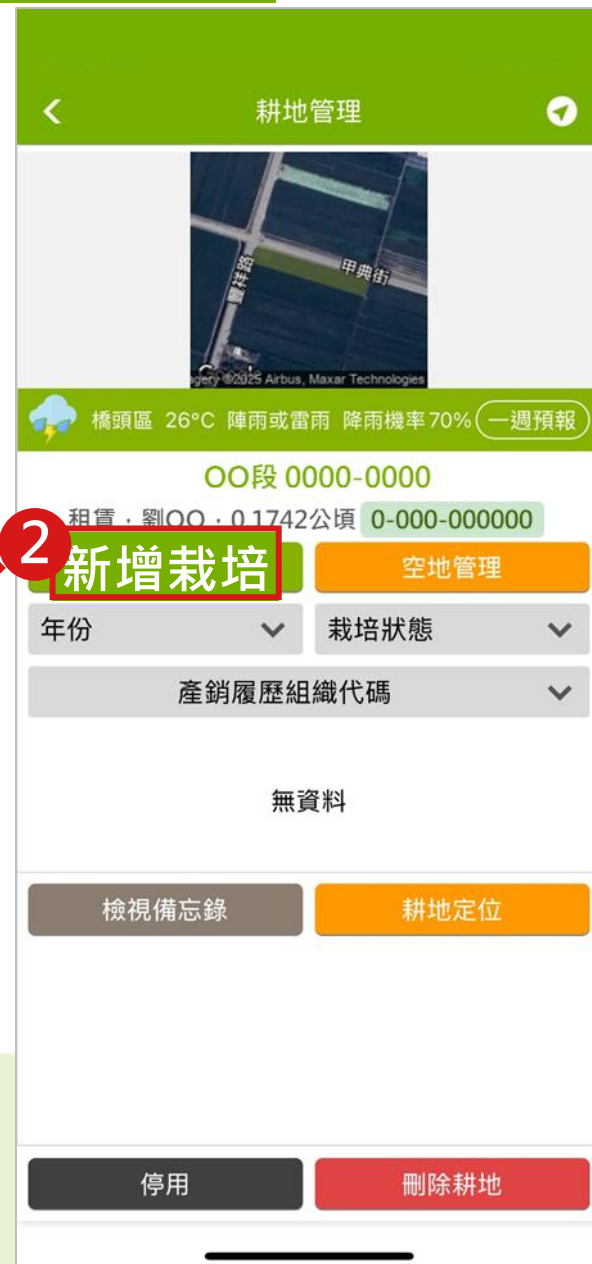 耕地管理
甲典街
豐祥路
agery ©2025 Airbus, Maxar Technologies
橋頭區 26°C 陣雨或雷雨 降雨機率70% 一週預報
OO段 0000-0000
租賃，劉OO，0.1742公頃 0-000-000000
2 新增栽培 空地管理
年份 栽培狀態
產銷履歷組織代碼
無資料
檢視備忘錄 耕地定位
停用 刪除耕地